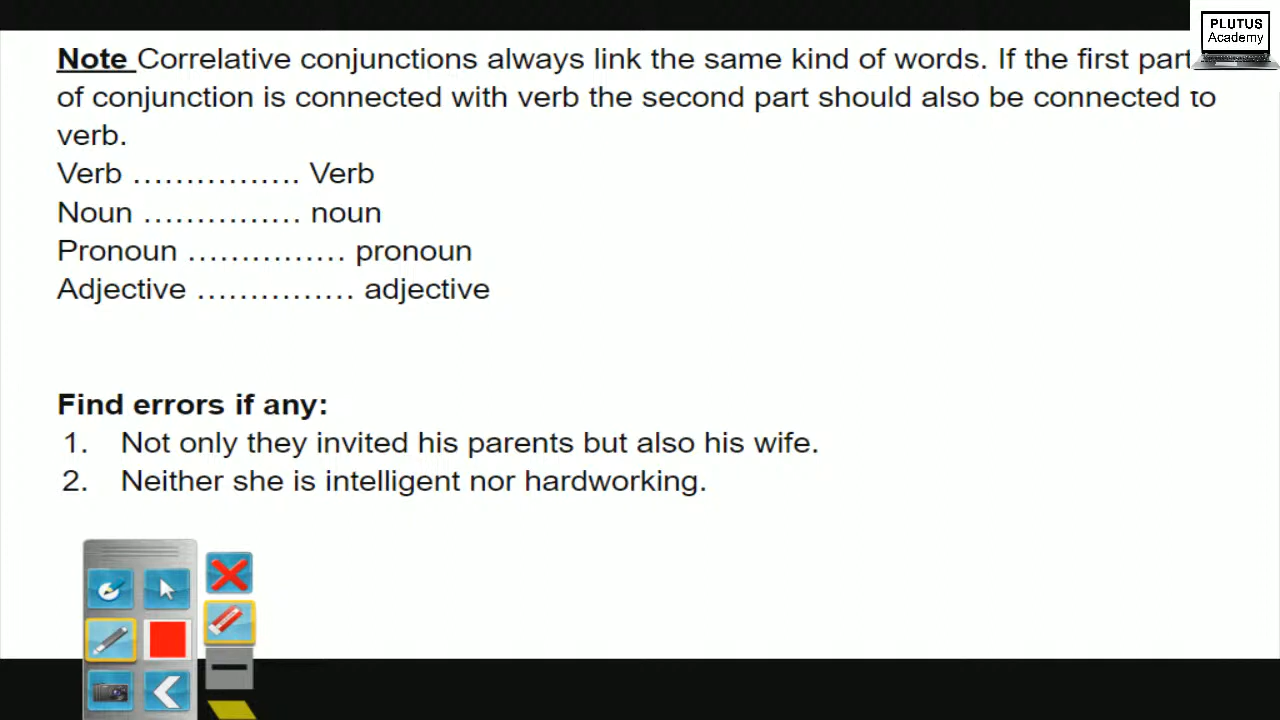 PLUTUS
Academy
Note Correlative conjunctions always link the same kind of words. If the first part
of conjunction is connected with verb the second part should also be connected to
verb.
Verb ……………. Verb
Noun …………… noun
Pronoun …………… pronoun
Adjective …………… adjective
Find errors if any:
1. Not only they invited his parents but also his wife.
2. Neither she is intelligent nor hardworking.